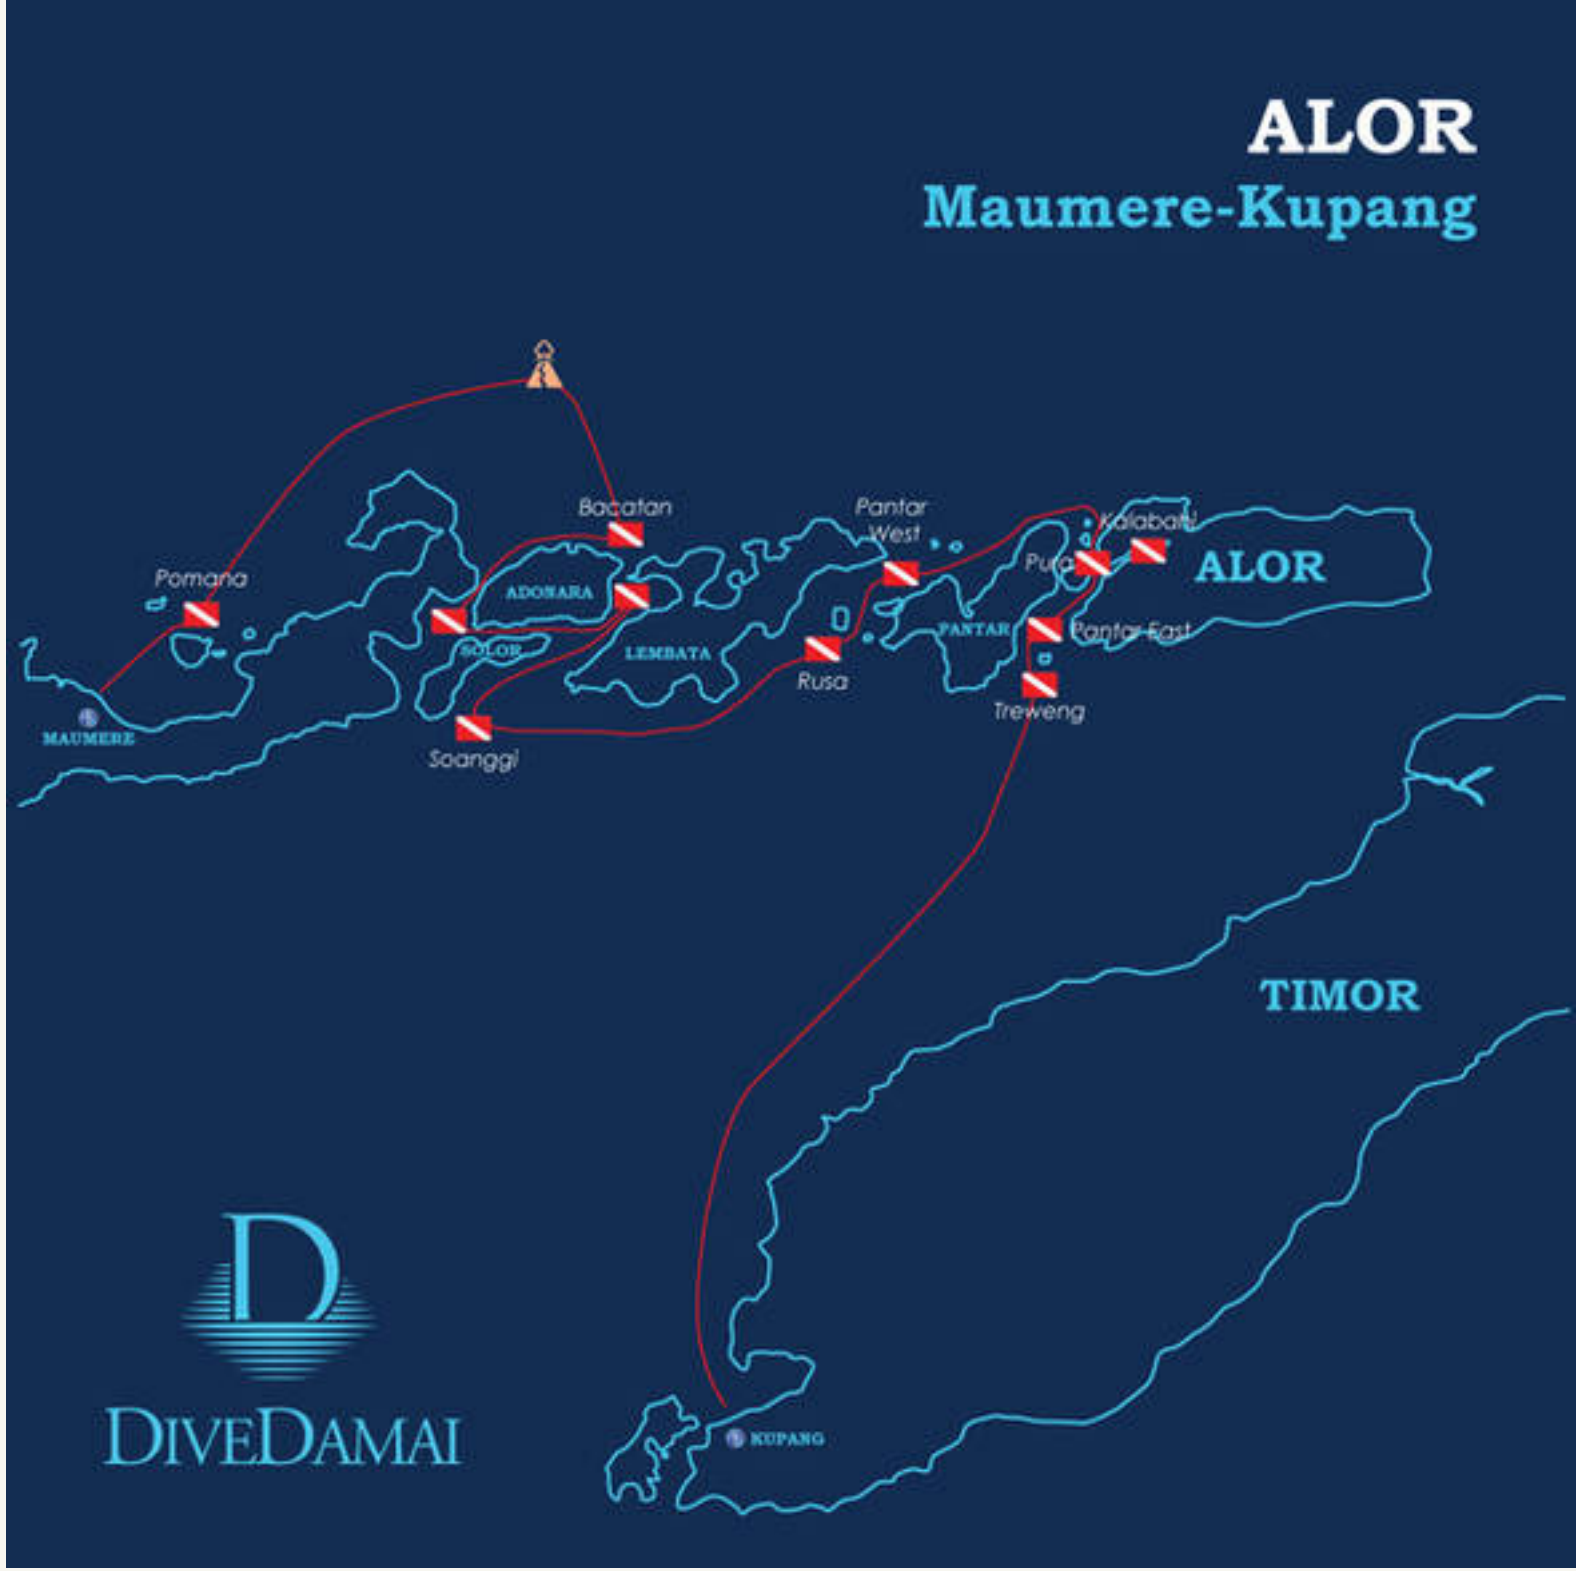 ALOR
Maumere-Kupang
Bacatan
Pantar
West
Kalabahi
Pura
ALOR
Pomana
ADONARA
PANTAR
Pantar East
SOLOR
LEMBATA
Rusa
Treweng
MAUMERE
Soanggi
TIMOR
D
DIVEDAMAI
KUPANG